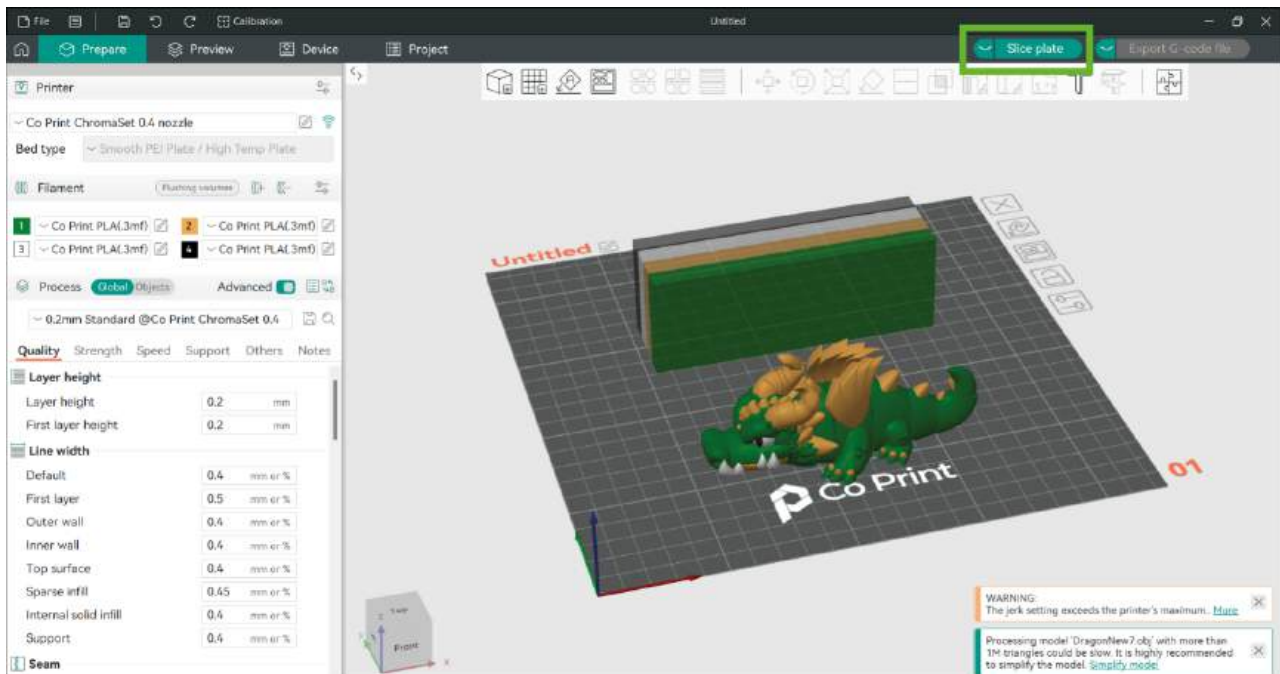 File
Calibration
Untitled
Prepare
Preview
Device
Project
Slice plate
Export G-code file
Printer
Co Print ChromaSet 0.4 nozzle
Bed type
Smooth PEI Plate / High Temp Plate
Filament
Flushing volumes
1 Co Print PLA(.3mf) 2 Co Print PLA(.3mf)
3 Co Print PLA(.3mf) 4 Co Print PLA(.3mf)
Process Global Objects Advanced
0.2mm Standard @Co Print ChromaSet 0.4
Quality Strength Speed Support Others Notes
Layer height
Layer height 0.2 mm
First layer height 0.2 mm
Line width
Default 0.4 mm or %
First layer 0.5 mm or %
Outer wall 0.4 mm or %
Inner wall 0.4 mm or %
Top surface 0.4 mm or %
Sparse infill 0.45 mm or %
Internal solid infill 0.4 mm or %
Support 0.4 mm or %
Seam
Untitled
Co Print
01
Top
Front
z
x
WARNING:
The jerk setting exceeds the printer's maximum... More
Processing model 'DragonNew7.obj' with more than
1M triangles could be slow. It is highly recommended
to simplify the model. Simplify model